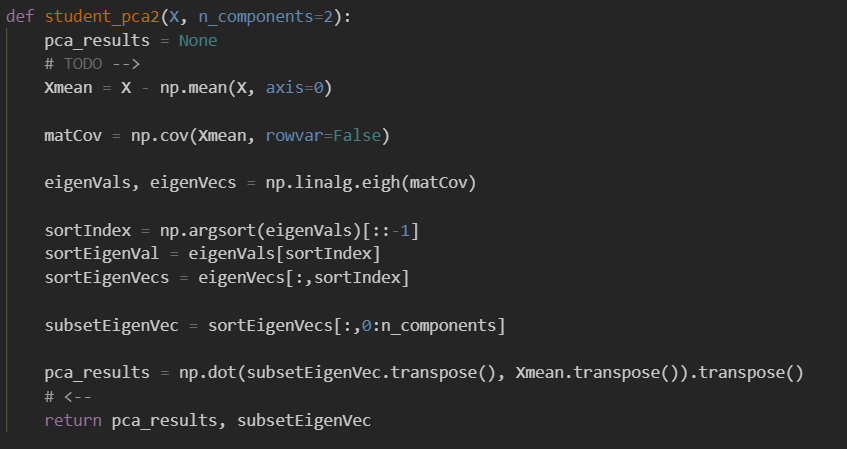 def student_pca2(X, n_components=2):
    pca_results = None
    # TODO -->
    Xmean = X - np.mean(X, axis=0)
    matCov = np.cov(Xmean, rowvar=False)
    eigenVals, eigenVecs = np.linalg.eigh(matCov)
    sortIndex = np.argsort(eigenVals)[::-1]
    sortEigenVal = eigenVals[sortIndex]
    sortEigenVecs = eigenVecs[:,sortIndex]
    subsetEigenVec = sortEigenVecs[:,0:n_components]
    pca_results = np.dot(subsetEigenVec.transpose(), Xmean.transpose()).transpose()
    # <--
    return pca_results, subsetEigenVec